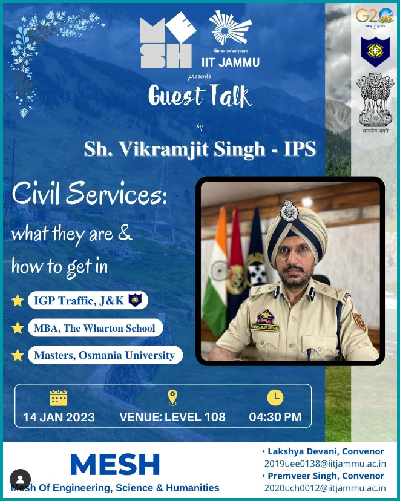 MESH
IIT JAMMU
G20
presents
Guest Talk
by
Sh. Vikramjit Singh - IPS
Civil Services:
what they are &
how to get in
IGP Traffic, J&K
MBA, The Wharton School
Masters, Osmania University
14 JAN 2023
VENUE: LEVEL 108
04:30 PM
MESH
Mesh Of Engineering, Science & Humanities
• Lakshya Devani, Convenor
2019uee0138@iitjammu.ac.in
• Premveer Singh, Convenor
2020uch0012@iitjammu.ac.in